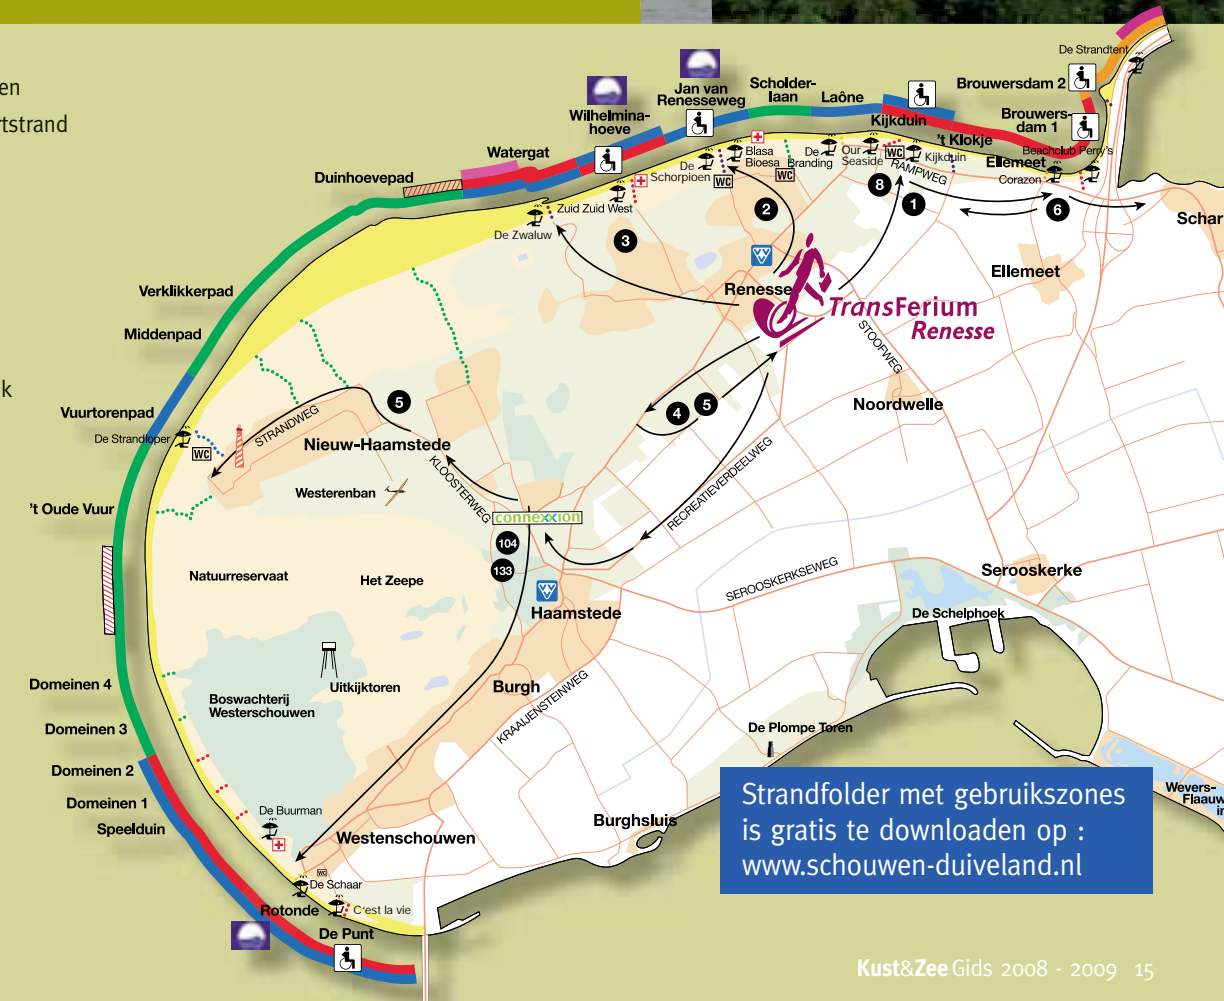 en
tstrand
k
De Strandtent
Brouwersdam 2
Brouwers-
dam 1
Beachclub Perry's
Scholder-
laan
Laône
Kijkduin
't Klokje
Ellemeet
Corazon
Jan van
Renesseweg
Wilhelmina-
hoeve
Watergat
Duinhoevepad
Blasa
Bioesa
De
Branding
Our
Seaside
WC
Kijkduin
RAMPWEG
De
Schorpioen
WC
WC
Zuid Zuid West
De Zwaluw
8
1
2
3
6
Schar
Ellemeet
Renesse
TransFerium
Renesse
STOOFWEG
Verklikkerpad
Middenpad
Noordwelle
Vuurtorenpad
De Strandloper
WC
STRANDWEG
5
4
5
Nieuw-Haamstede
KLOOSTERWEG
RECREATIEVERDEELWEG
Westerenban
't Oude Vuur
connexxion
104
133
Natuurreservaat
Het Zeepe
SEROOSKERKSEWEG
Serooskerke
Haamstede
De Schelphoek
Domeinen 4
Uitkijktoren
Burgh
Boswachterij
Westerschouwen
KRAAIJENSTEINWEG
Domeinen 3
De Plompe Toren
Domeinen 2
Domeinen 1
Speelduin
De Buurman
Westenschouwen
Burghsluis
Wevers-
Flaauw
in
WC
De Schaar
Rotonde
C'est la vie
De Punt
Strandfolder met gebruikszones
is gratis te downloaden op :
www.schouwen-duiveland.nl
Kust&Zee Gids 2008 - 2009 15